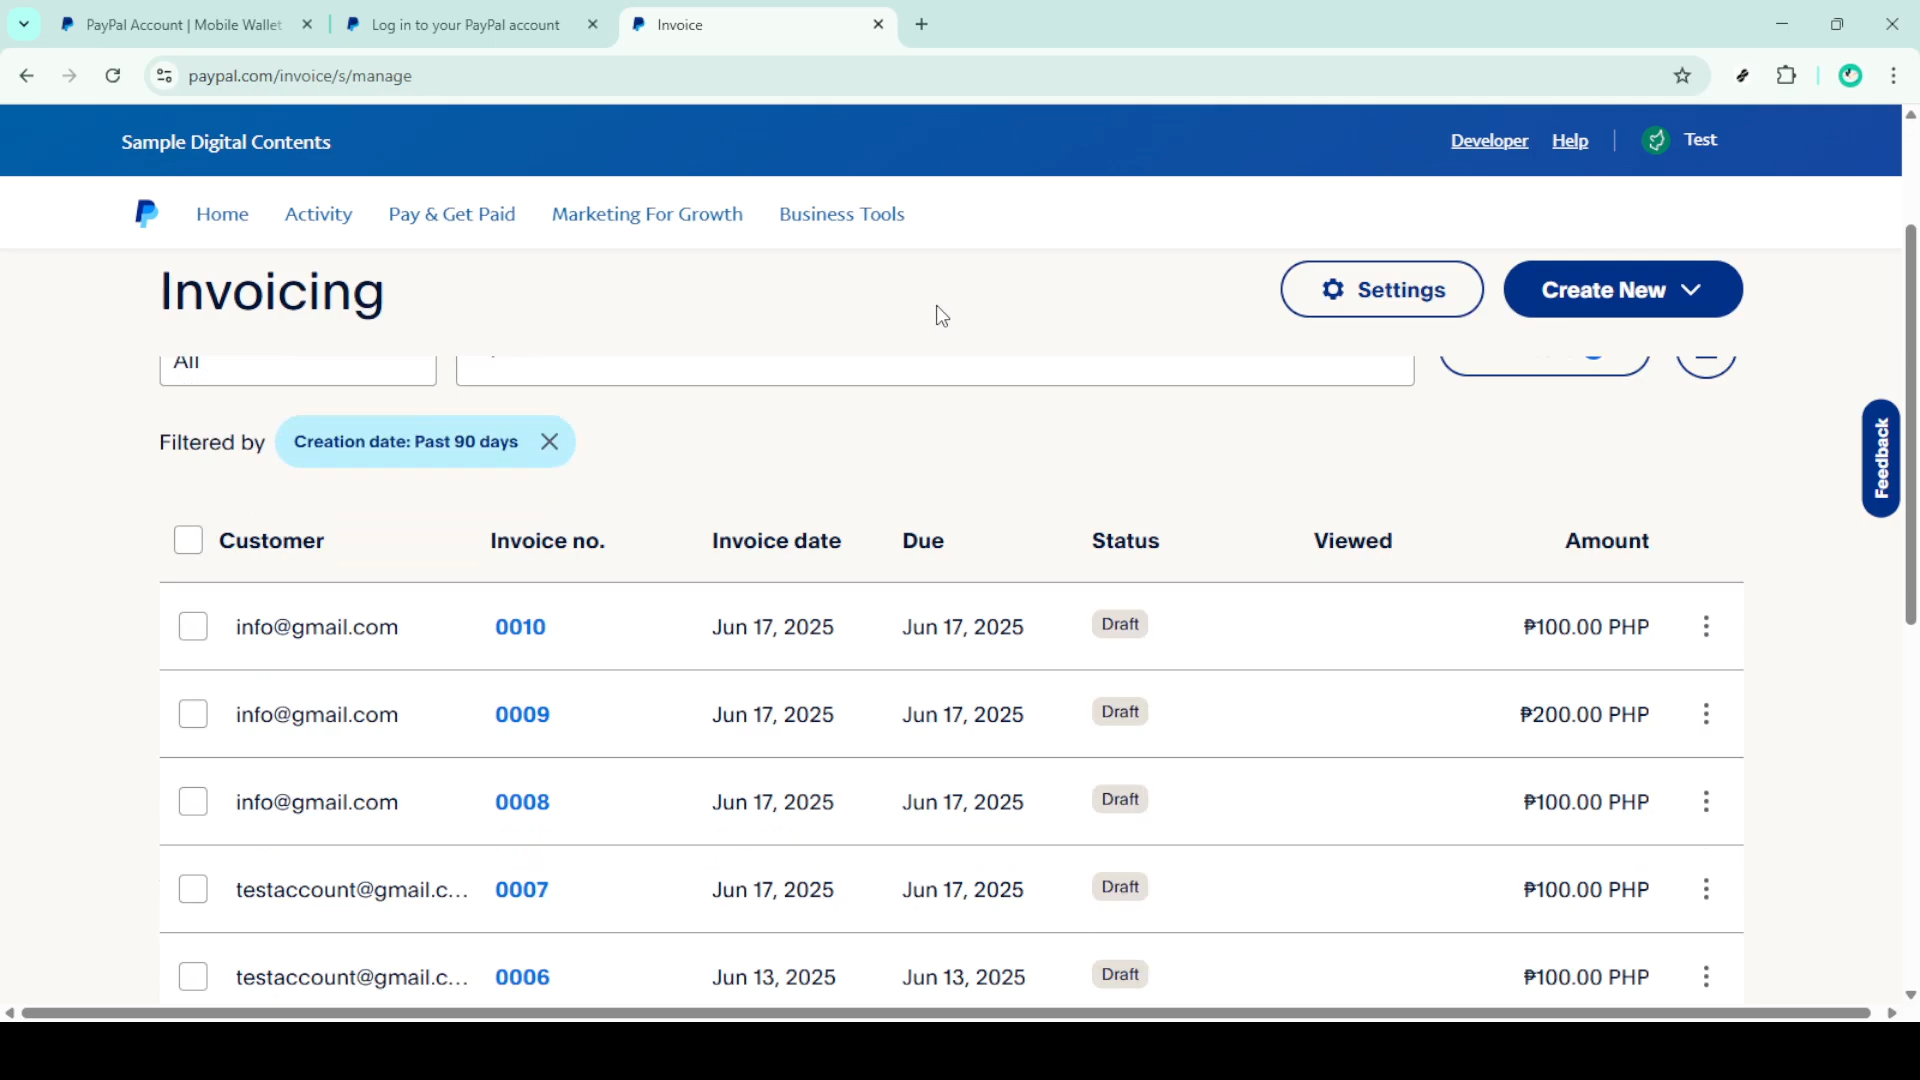 PayPal Account | Mobile Wallet
Log in to your PayPal account
Invoice
paypal.com/invoice/s/manage
Sample Digital Contents
Developer
Help
Test
Home
Activity
Pay & Get Paid
Marketing For Growth
Business Tools
Invoicing
Settings
Create New
All
Filtered by
Creation date: Past 90 days
Feedback
Customer Invoice no. Invoice date Due Status Viewed Amount
info@gmail.com 0010 Jun 17, 2025 Jun 17, 2025 Draft ₱100.00 PHP
info@gmail.com 0009 Jun 17, 2025 Jun 17, 2025 Draft ₱200.00 PHP
info@gmail.com 0008 Jun 17, 2025 Jun 17, 2025 Draft ₱100.00 PHP
testaccount@gmail.c... 0007 Jun 17, 2025 Jun 17, 2025 Draft ₱100.00 PHP
testaccount@gmail.c... 0006 Jun 13, 2025 Jun 13, 2025 Draft ₱100.00 PHP